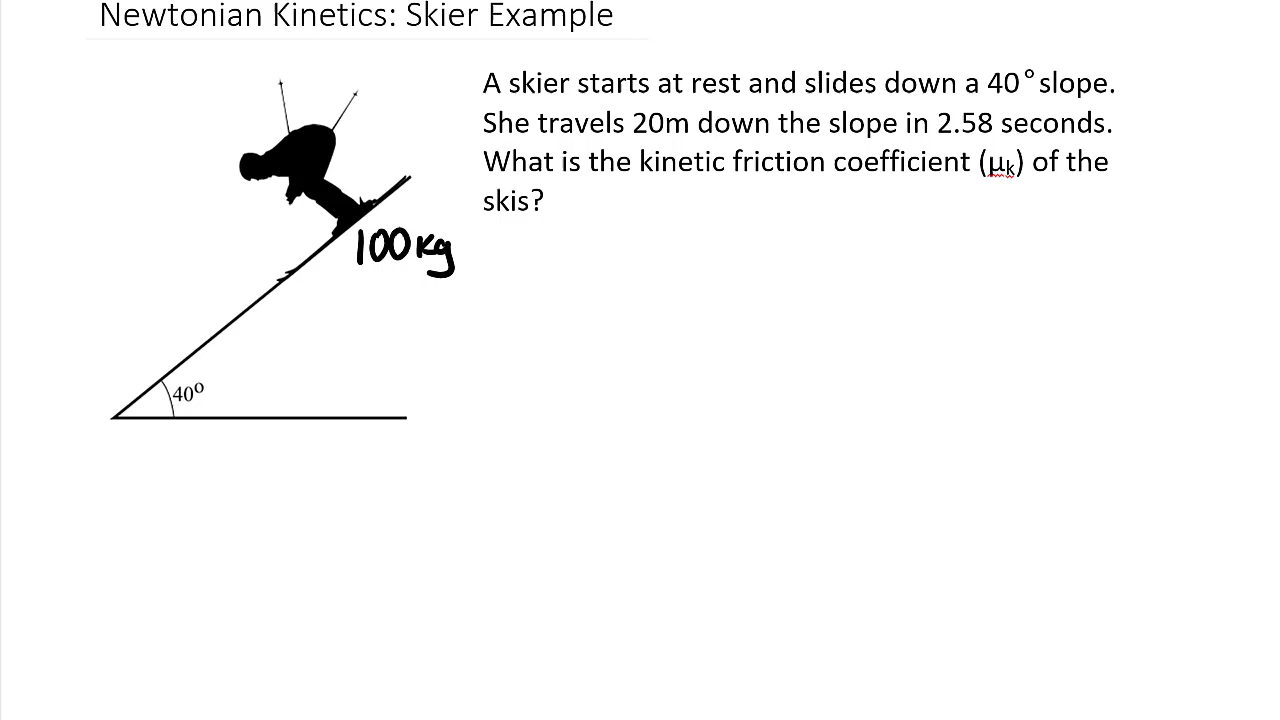 Newtonian Kinetics: Skier Example
A skier starts at rest and slides down a 40° slope.
She travels 20m down the slope in 2.58 seconds.
What is the kinetic friction coefficient (μk) of the
skis?
100kg
40º